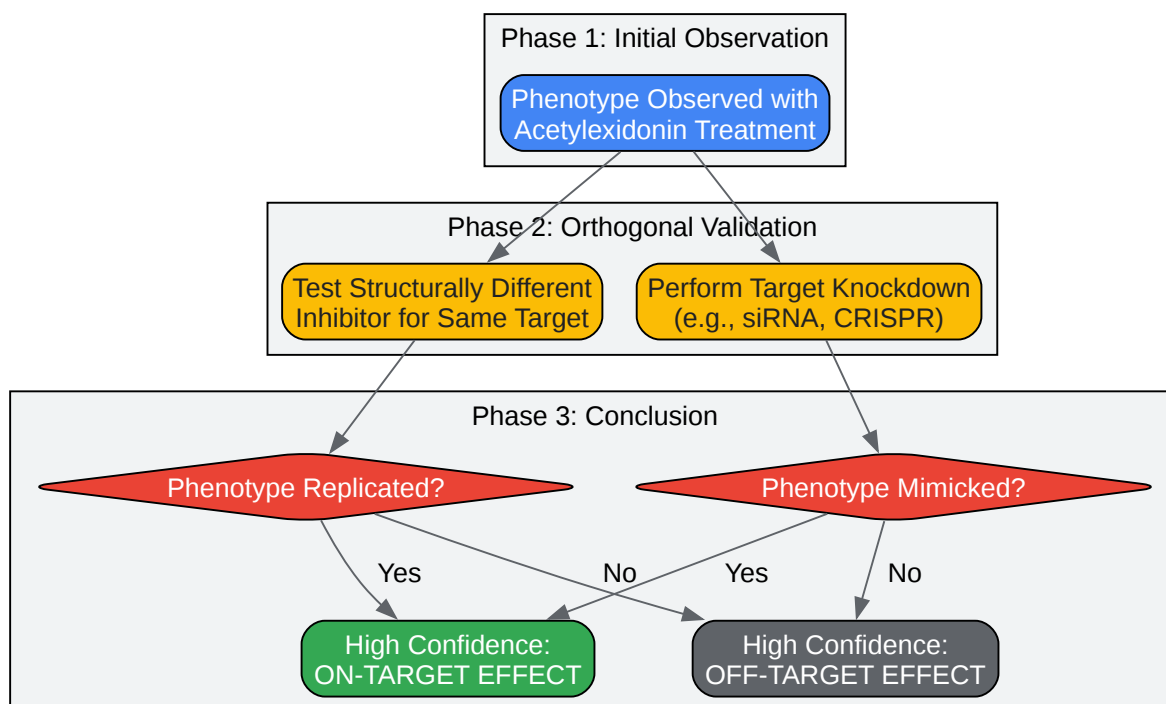 Phase 1: Initial Observation
Phenotype Observed with
Acetylexidonin Treatment
Phase 2: Orthogonal Validation
Test Structurally Different
Inhibitor for Same Target
Perform Target Knockdown
(e.g., siRNA, CRISPR)
Phase 3: Conclusion
Phenotype Replicated?
Phenotype Mimicked?
Yes
No
Yes
No
High Confidence:
ON-TARGET EFFECT
High Confidence:
OFF-TARGET EFFECT